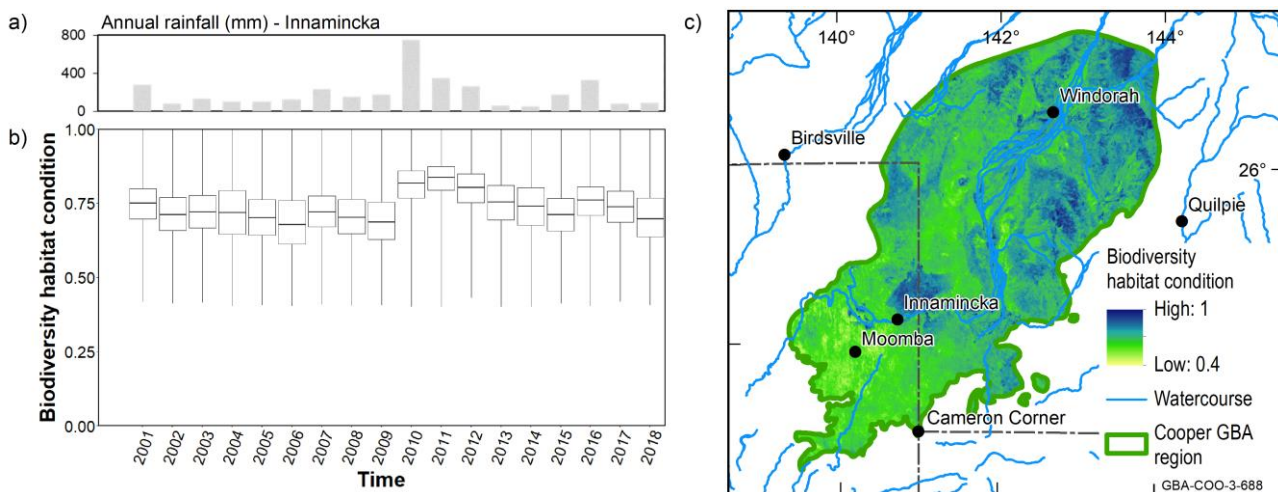 a)
Annual rainfall (mm) - Innamincka
800
400
0
b)
Biodiversity habitat condition
1.00
0.75
0.50
0.25
0.00
2001
2002
2003
2004
2005
2006
2007
2008
2009
2010
2011
2012
2013
2014
2015
2016
2017
2018
Time
c)
140°
142°
144°
26°
Windorah
Birdsville
Quilpie
Innamincka
Moomba
Cameron Corner
Biodiversity
habitat condition
High: 1
Low: 0.4
Watercourse
Cooper GBA
region
GBA-COO-3-688